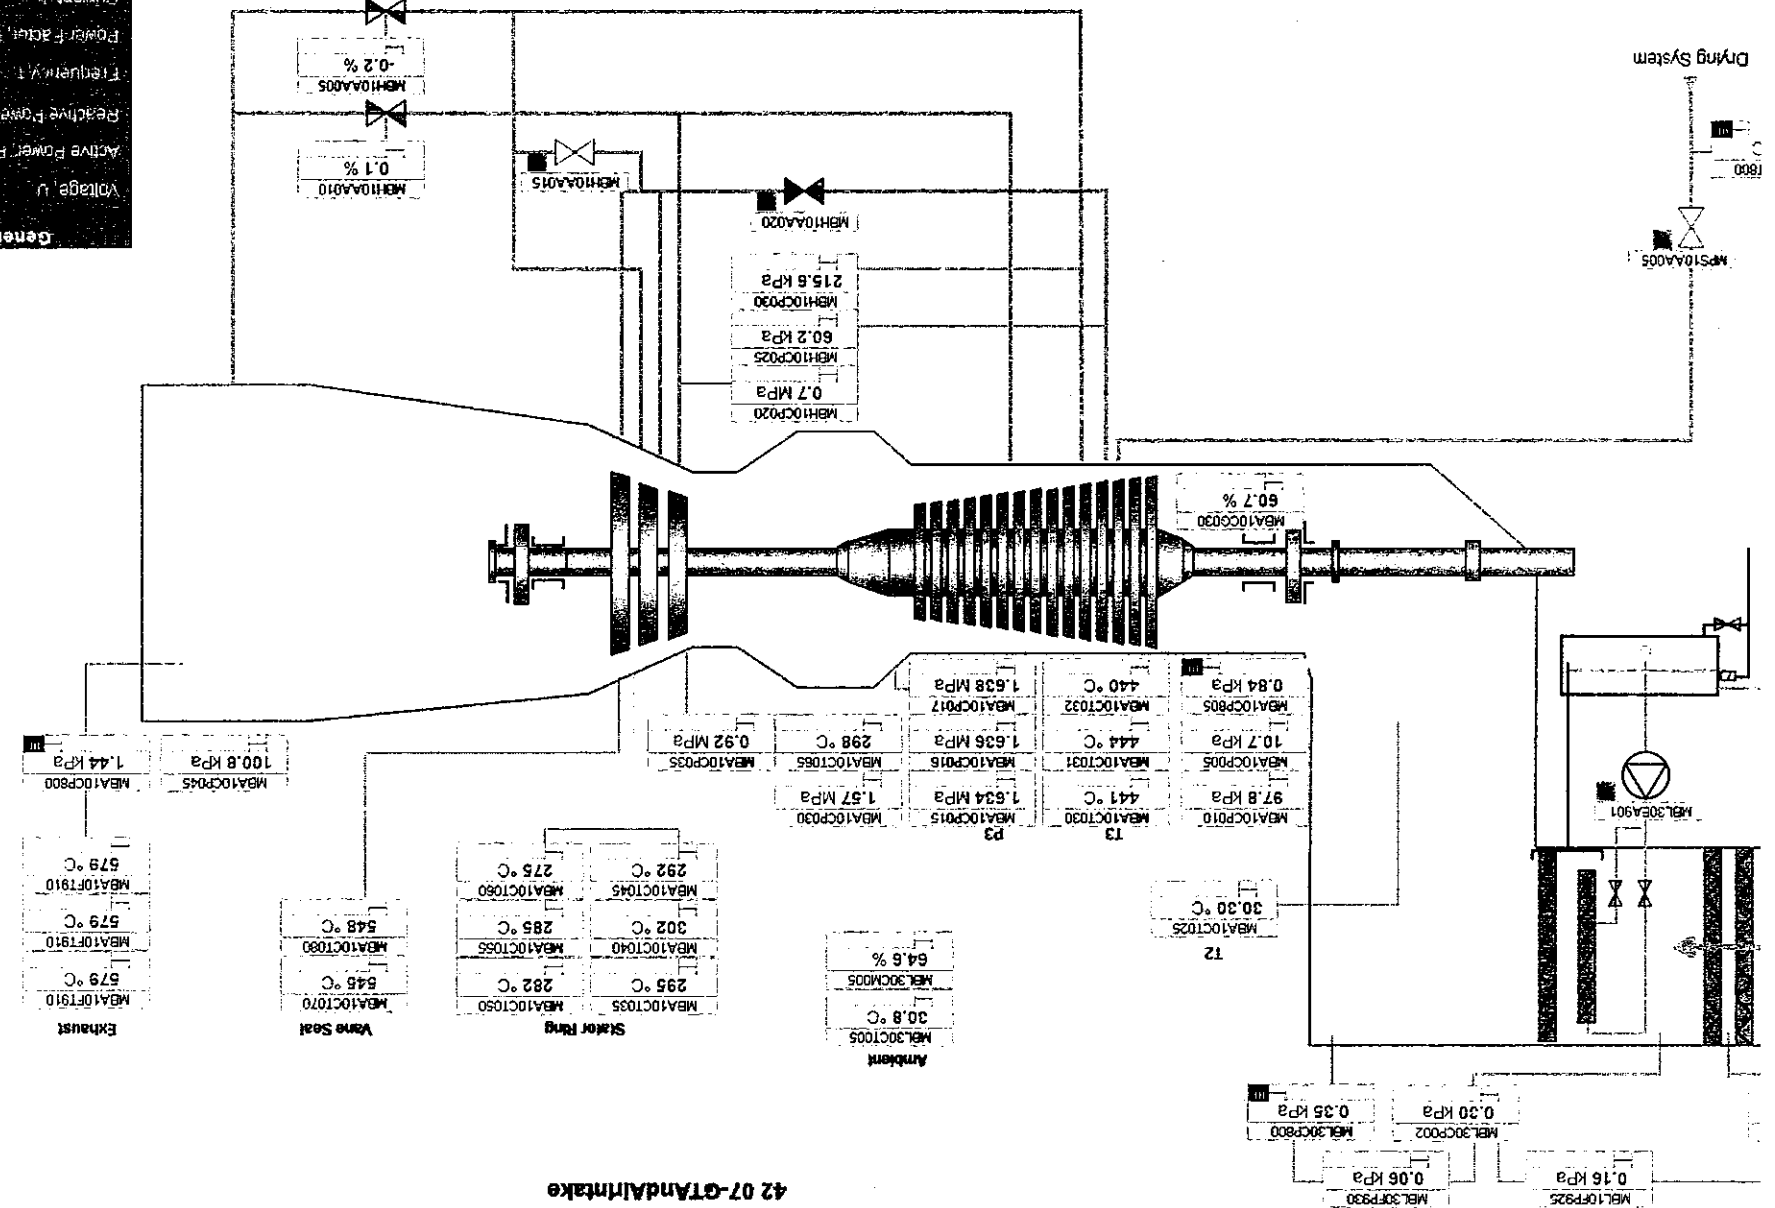 42 07-GTAndAirIntake
MBL10FP925
0.16 kPa
MBL30FP930
0.06 kPa
MBL30CP002
0.30 kPa
MBL30CP800
0.35 kPa
Ambient
MBL30CT005
30.8 °C
MBL30CM005
64.6 %
Stator Ring
MBA10CT035
295 °C
MBA10CT040
302 °C
MBA10CT045
292 °C
MBA10CT050
282 °C
MBA10CT055
285 °C
MBA10CT060
275 °C
Vane Seal
MBA10CT070
545 °C
MBA10CT080
548 °C
Exhaust
MBA10FT910
579 °C
MBA10FT910
579 °C
MBA10FT910
579 °C
T2
MBA10CT025
30.30 °C
MBL30EA901
MBA10CP010
97.8 kPa
MBA10CP005
10.7 kPa
MBA10CP805
0.84 kPa
T3
MBA10CT030
441 °C
MBA10CT031
444 °C
MBA10CT032
440 °C
P3
MBA10CP015
1.634 MPa
MBA10CP016
1.636 MPa
MBA10CP017
1.638 MPa
MBA10CP030
1.57 MPa
MBA10CT065
298 °C
MBA10CP035
0.92 MPa
MBA10CP045
100.8 kPa
MBA10CP800
1.44 kPa
MBA10CG030
60.7 %
MBH10CP020
0.7 MPa
MBH10CP025
60.2 kPa
MBH10CP030
215.6 kPa
MPS10AA005
MBH10AA020
MBH10AA015
MBH10AA010
0.1 %
MBH10AA005
-0.2 %
T800
C
Drying System
Gener
Voltage, U
Active Power, P
Reactive Powe
Frequency, f
Power Factor,